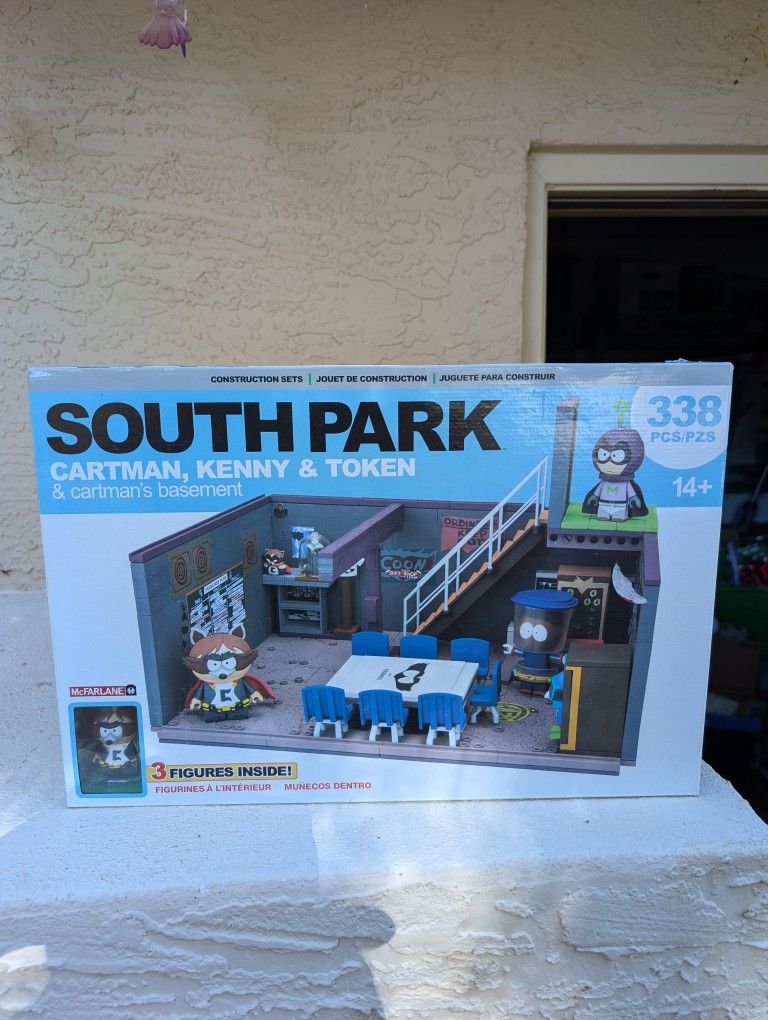 CONSTRUCTION SETS | JOUET DE CONSTRUCTION | JUGUETE PARA CONSTRUIR
SOUTH PARK
338
PCS/PZS
CARTMAN, KENNY & TOKEN
& cartman's basement
14+
M
COON
C
McFARLANE
C
3 FIGURES INSIDE!
FIGURINES À L'INTÉRIEUR MUÑECOS DENTRO